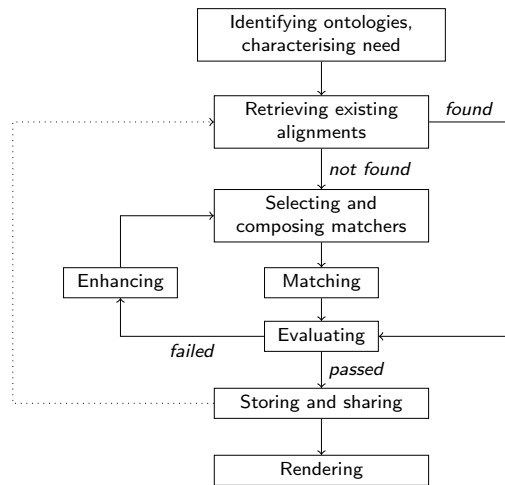 Identifying ontologies,
characterising need
Retrieving existing
alignments
found
not found
Selecting and
composing matchers
Enhancing
Matching
Evaluating
failed
passed
Storing and sharing
Rendering